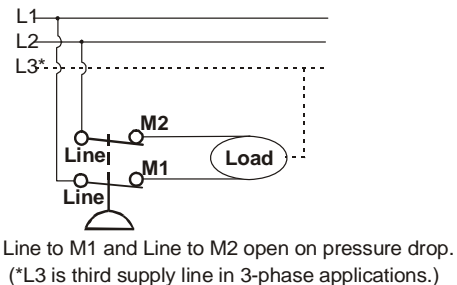 L1
L2
L3*
M2
Line
Load
M1
Line
Line to M1 and Line to M2 open on pressure drop.
(*L3 is third supply line in 3-phase applications.)